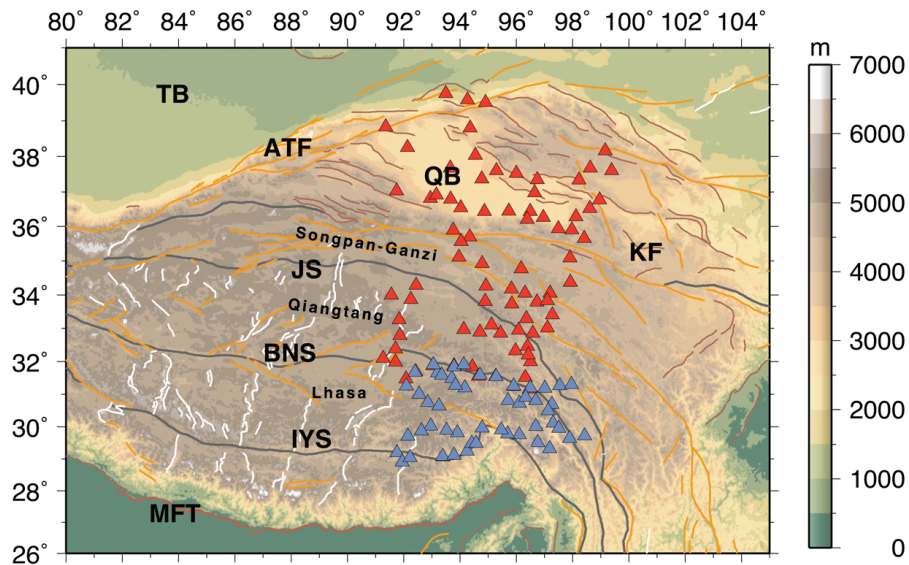 80° 82° 84° 86° 88° 90° 92° 94° 96° 98° 100° 102° 104°
m
7000
40°
TB
6000
ATF
38°
QB
5000
36°
Songpan-Ganzi
KF
JS
4000
34°
Qiangtang
3000
BNS
32°
Lhasa
2000
IYS
30°
1000
28°
MFT
26°
0